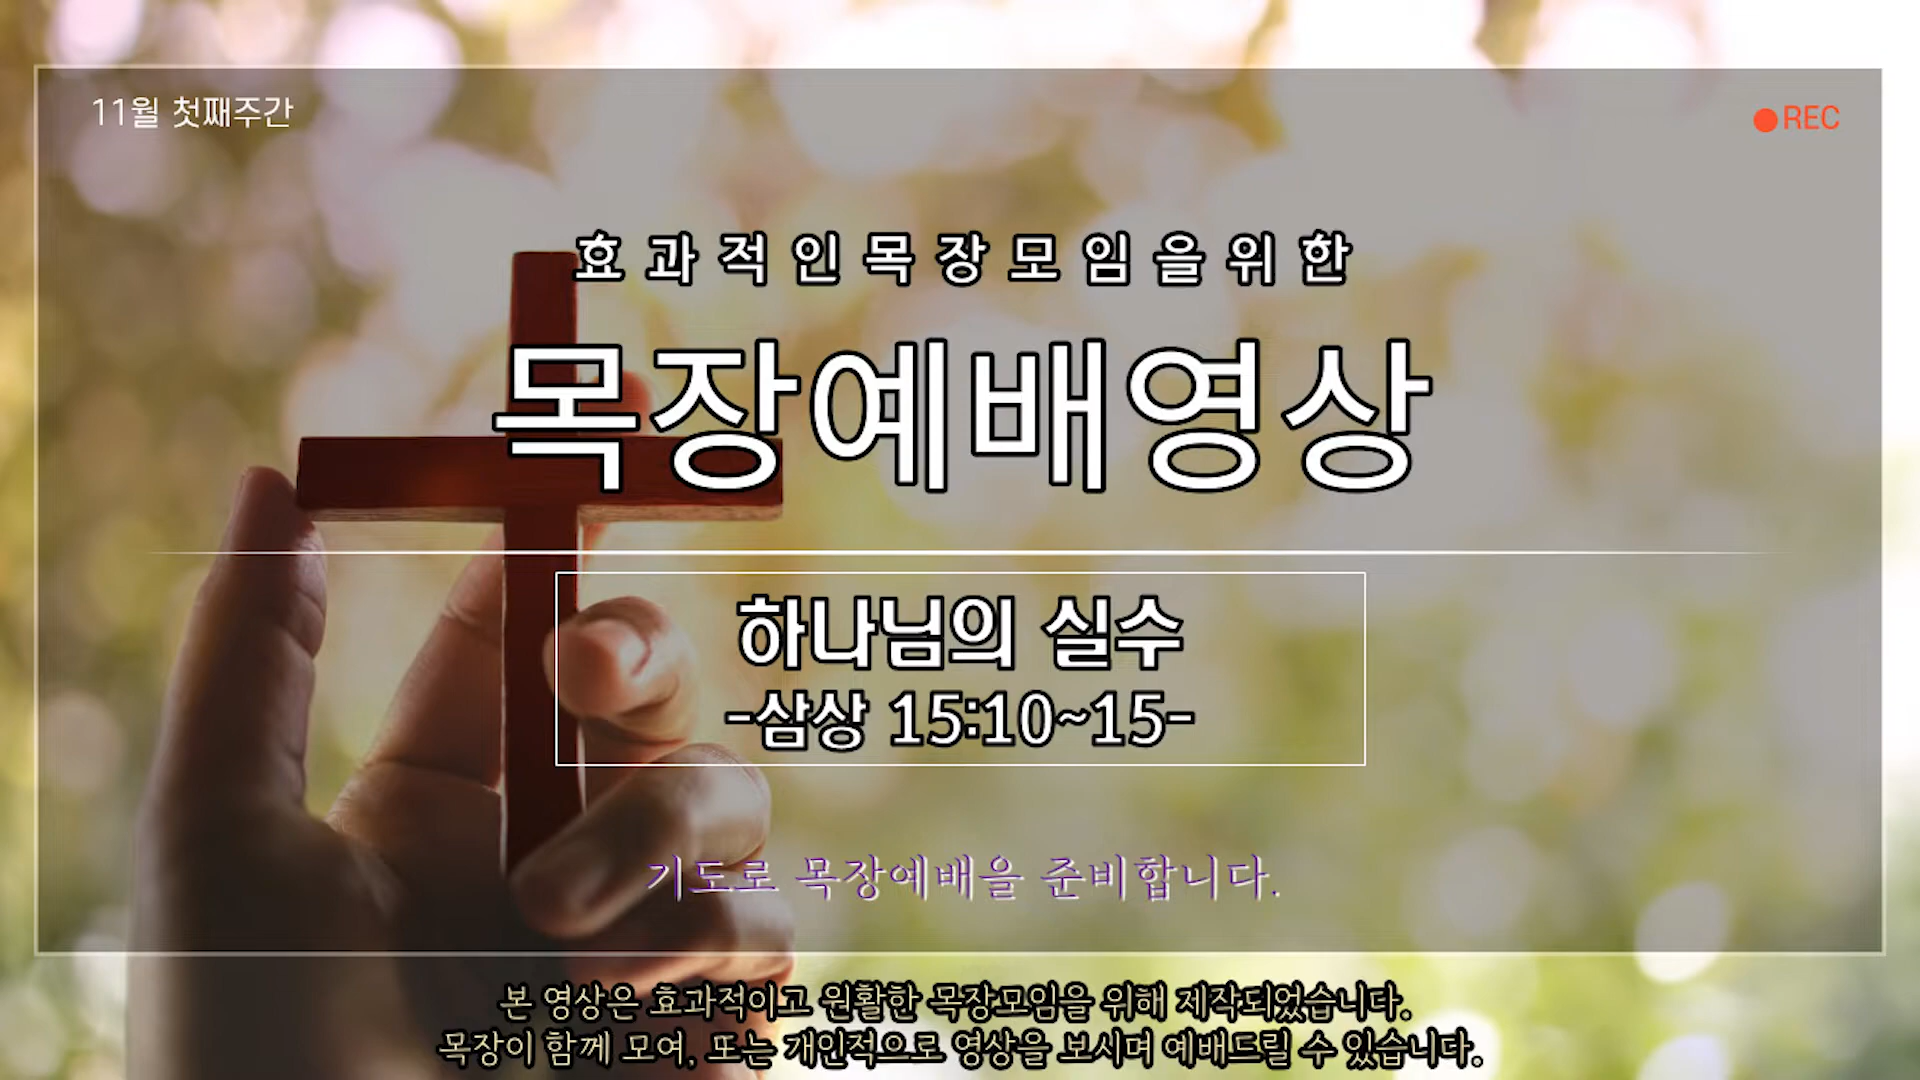 11월 첫째주간
REC
효과적인목장모임을위한
목장예배영상
하나님의 실수
-삼상 15:10~15-
기도로 목장예배을 준비합니다.
본 영상은 효과적이고 원활한 목장모임을 위해 제작되었습니다.
목장이 함께 모여, 또는 개인적으로 영상을 보시며 예배드릴 수 있습니다.